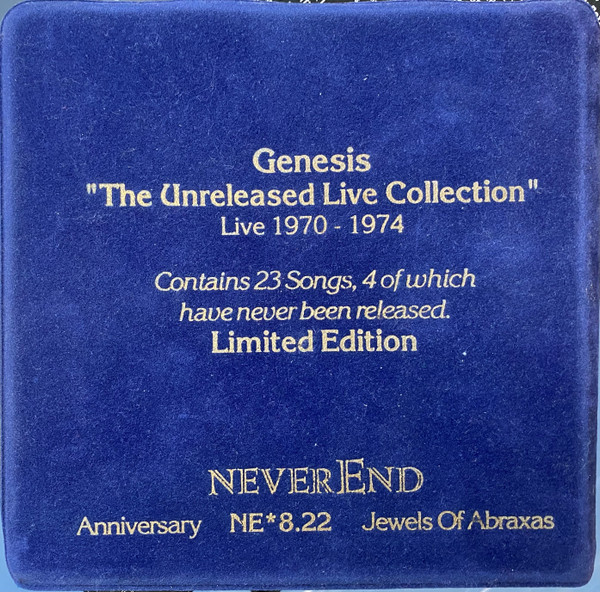 Genesis
"The Unreleased Live Collection"
Live 1970 - 1974
Contains 23 Songs, 4 of which
have never been released.
Limited Edition
NEVEREND
Anniversary NE*8.22 Jewels Of Abraxas